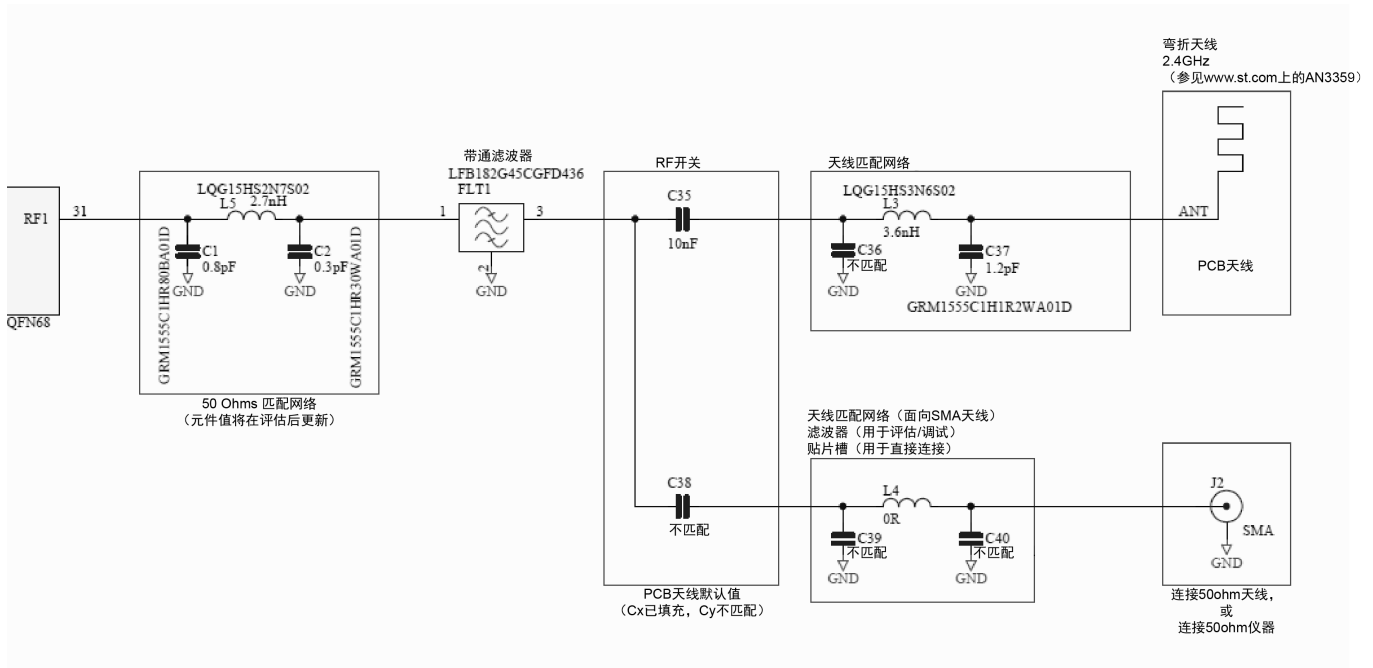 弯折天线
2.4GHz
（参见www.st.com上的AN3359）
带通滤波器
LFB182G45CGFD436
FLT1
RF开关
天线匹配网络
LQG15HS2N7S02
L5 2.7nH
C35
10nF
LQG15HS3N6S02
L3
3.6nH
RF1
31
1
3
2
GND
ANT
PCB天线
C1
0.8pF
GND
C2
0.3pF
GND
GRM1555C1HR80BA01D
GRM1555C1HR30WA01D
C36
不匹配
GND
C37
1.2pF
GND
GRM1555C1H1R2WA01D
QFN68
50 Ohms 匹配网络
（元件值将在评估后更新）
天线匹配网络（面向SMA天线）
滤波器（用于评估/调试）
贴片槽（用于直接连接）
C38
不匹配
L4
0R
C39
不匹配
GND
C40
不匹配
GND
J2
SMA
GND
PCB天线默认值
（Cx已填充，Cy不匹配）
连接50ohm天线，
或
连接50ohm仪器